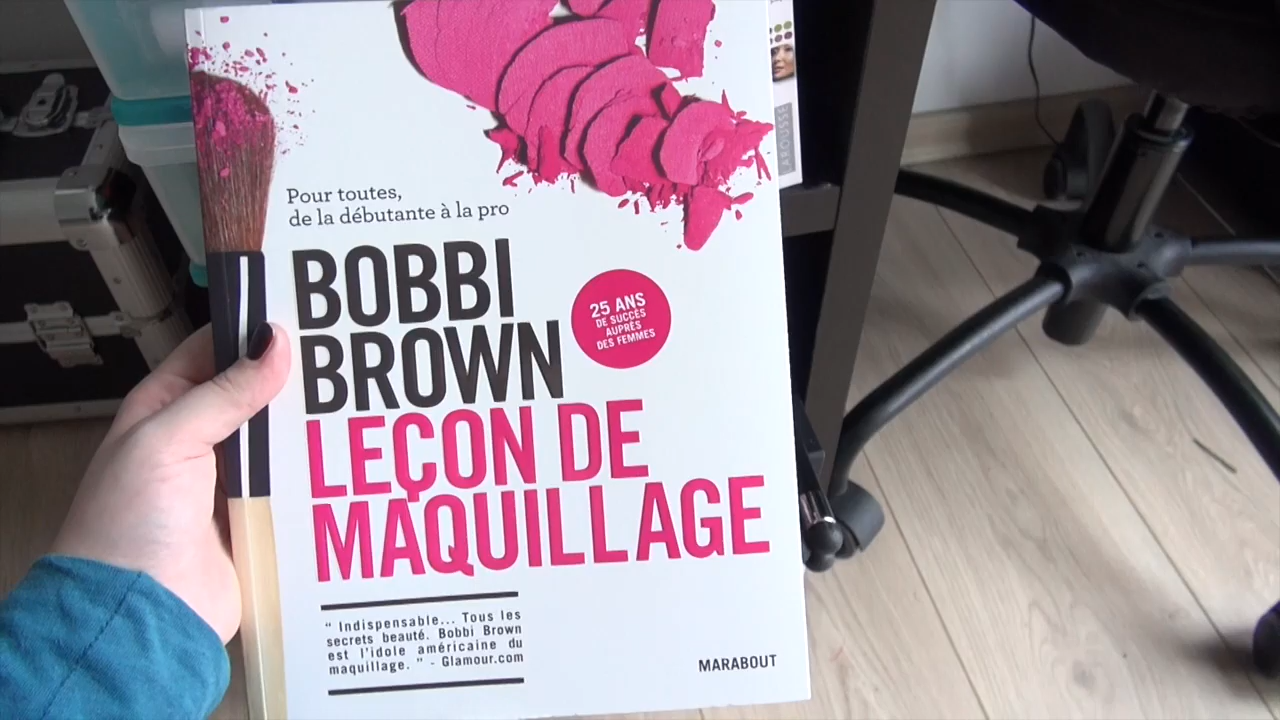 Pour toutes,
de la débutante à la pro
BOBBI
BROWN
25 ANS
DE SUCCÈS
AUPRÈS
DES FEMMES
LEÇON DE
MAQUILLAGE
“ Indispensable... Tous les
secrets beauté. Bobbi Brown
est l'idole américaine du
maquillage. ” - Glamour.com
MARABOUT
LAROUSSE